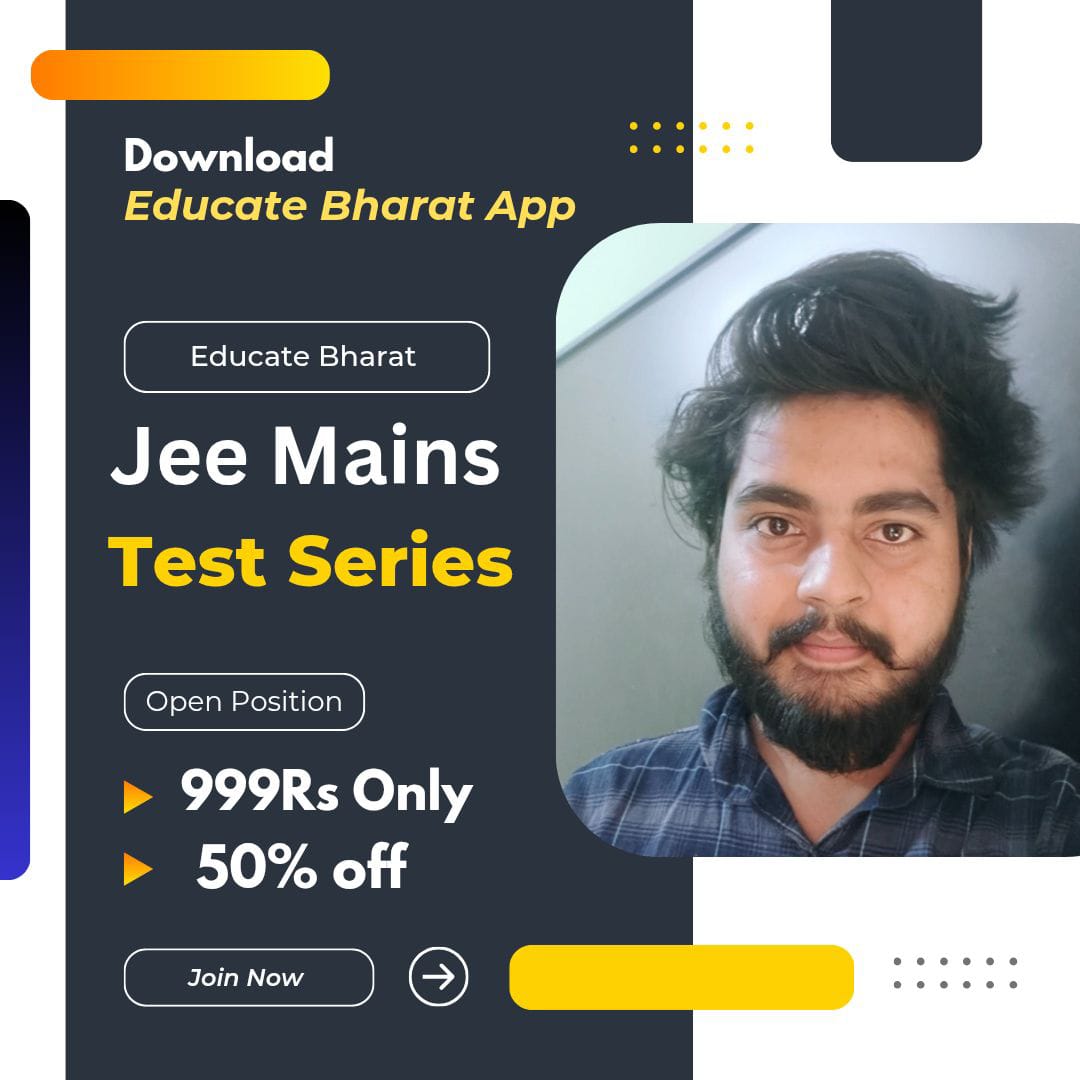 Download
Educate Bharat App
Educate Bharat
Jee Mains
Test Series
Open Position
999Rs Only
50% off
Join Now